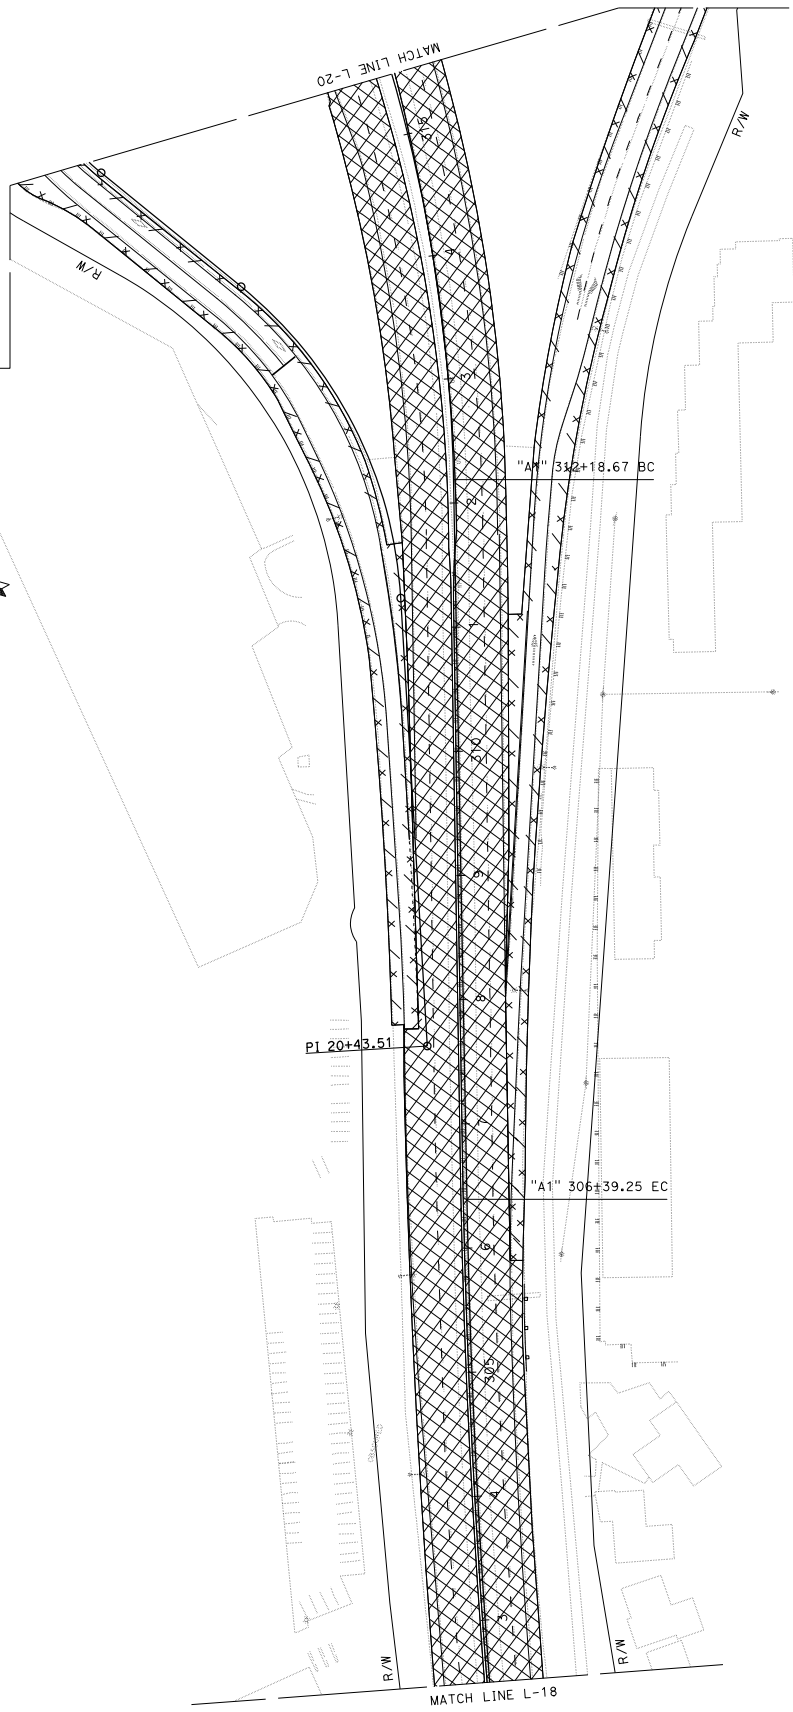 MATCH LINE L-20
R/W
R/W
315
4
3
"A1" 312+18.67 BC
2
1
310
9
8
PI 20+43.51
7
"A1" 306+39.25 EC
6
305
4
3
R/W
R/W
MATCH LINE L-18